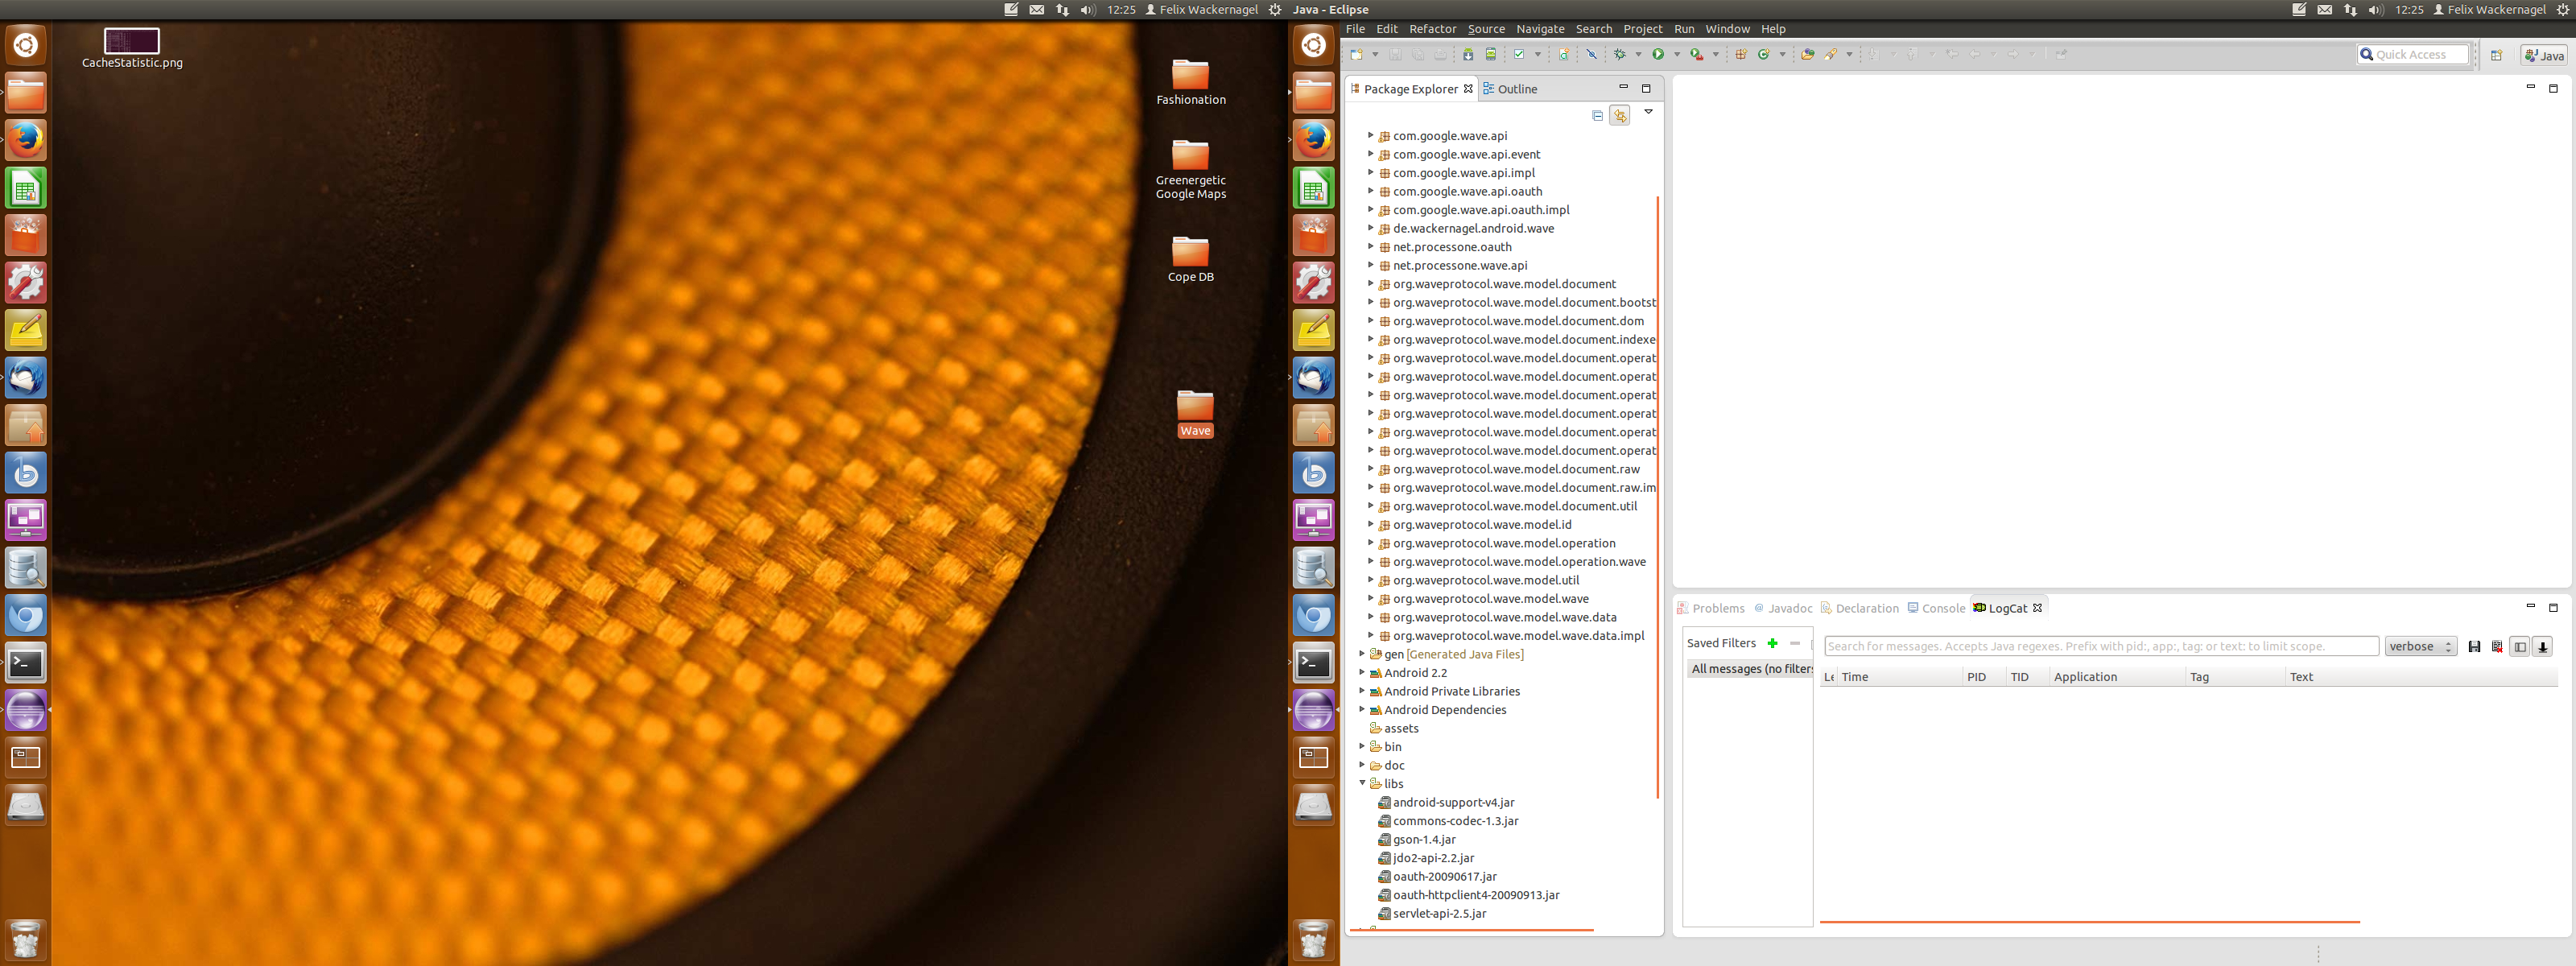 12:25 Felix Wackernagel
CacheStatistic.png
Fashionation
Greenergetic
Google Maps
Cope DB
Wave
Java - Eclipse
12:25 Felix Wackernagel
File Edit Refactor Source Navigate Search Project Run Window Help
Quick Access
Java
Package Explorer
Outline
com.google.wave.api
com.google.wave.api.event
com.google.wave.api.impl
com.google.wave.api.oauth
com.google.wave.api.oauth.impl
de.wackernagel.android.wave
net.processone.oauth
net.processone.wave.api
org.waveprotocol.wave.model.document
org.waveprotocol.wave.model.document.bootst
org.waveprotocol.wave.model.document.dom
org.waveprotocol.wave.model.document.indexe
org.waveprotocol.wave.model.document.operat
org.waveprotocol.wave.model.document.operat
org.waveprotocol.wave.model.document.operat
org.waveprotocol.wave.model.document.operat
org.waveprotocol.wave.model.document.operat
org.waveprotocol.wave.model.document.operat
org.waveprotocol.wave.model.document.raw
org.waveprotocol.wave.model.document.raw.im
org.waveprotocol.wave.model.document.util
org.waveprotocol.wave.model.id
org.waveprotocol.wave.model.operation
org.waveprotocol.wave.model.operation.wave
org.waveprotocol.wave.model.util
org.waveprotocol.wave.model.wave
org.waveprotocol.wave.model.wave.data
org.waveprotocol.wave.model.wave.data.impl
gen [Generated Java Files]
Android 2.2
Android Private Libraries
Android Dependencies
assets
bin
doc
libs
android-support-v4.jar
commons-codec-1.3.jar
gson-1.4.jar
jdo2-api-2.2.jar
oauth-20090617.jar
oauth-httpclient4-20090913.jar
servlet-api-2.5.jar
Problems @ Javadoc Declaration Console LogCat
Saved Filters
All messages (no filters
Search for messages. Accepts Java regexes. Prefix with pid:, app:, tag: or text: to limit scope.
verbose
Le Time PID TID Application Tag Text